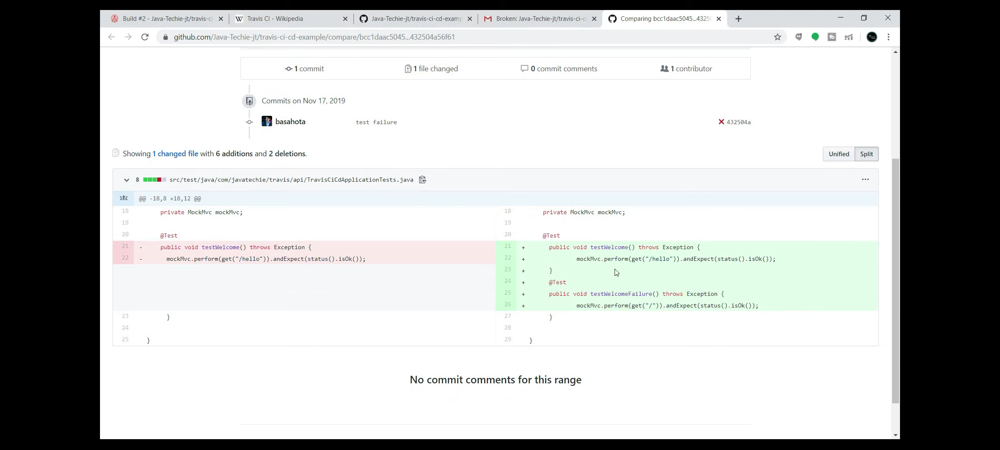 Build #2 - Java-Techie-jt/travis-ci
Travis CI - Wikipedia
Java-Techie-jt/travis-ci-cd-examp
Broken: Java-Techie-jt/travis-ci-c
Comparing bcc1daac5045...4325
github.com/Java-Techie-jt/travis-ci-cd-example/compare/bcc1daac5045...432504a56f61
1 commit
1 file changed
0 commit comments
1 contributor
Commits on Nov 17, 2019
basahota test failure 432504a
Showing 1 changed file with 6 additions and 2 deletions.
Unified Split
8 src/test/java/com/javatechie/travis/api/TravisCiCdApplicationTests.java
@@ -18,8 +18,12 @@
18 private MockMvc mockMvc;
19
20 @Test
21 - public void testWelcome() throws Exception {
22 - mockMvc.perform(get("/hello")).andExpect(status().isOk());
23 }
24
25 }
18 private MockMvc mockMvc;
19
20 @Test
21 + public void testWelcome() throws Exception {
22 + mockMvc.perform(get("/hello")).andExpect(status().isOk());
23 + }
24 + @Test
25 + public void testWelcomeFailure() throws Exception {
26 + mockMvc.perform(get("/")).andExpect(status().isOk());
27 }
28
29 }
No commit comments for this range